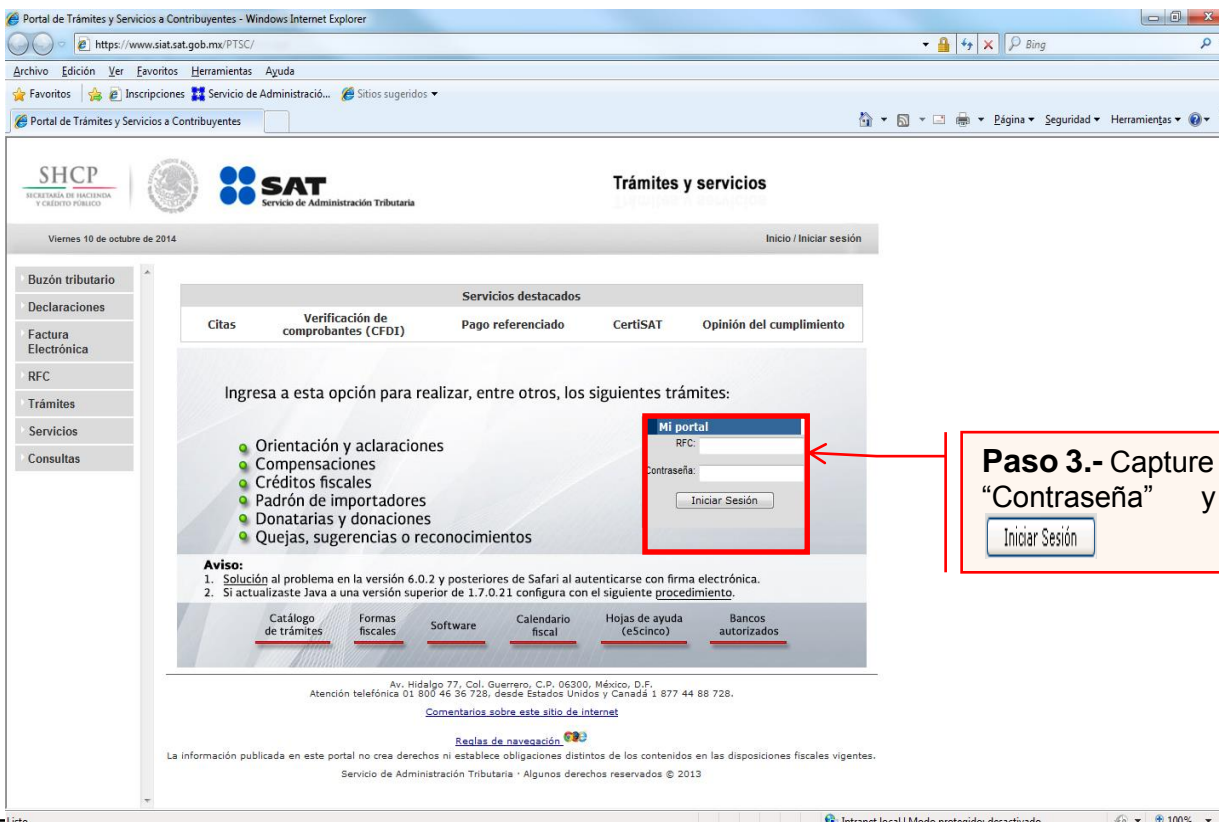 Portal de Trámites y Servicios a Contribuyentes - Windows Internet Explorer
https://www.siat.sat.gob.mx/PTSC/
Bing
Archivo Edición Ver Favoritos Herramientas Ayuda
Favoritos Inscripciones Servicio de Administració... Sitios sugeridos
Portal de Trámites y Servicios a Contribuyentes
Página Seguridad Herramientas
SHCP
SECRETARÍA DE HACIENDA
Y CRÉDITO PÚBLICO
SAT
Servicio de Administración Tributaria
Trámites y servicios
Viernes 10 de octubre de 2014
Inicio / Iniciar sesión
Buzón tributario
Declaraciones
Factura
Electrónica
RFC
Trámites
Servicios
Consultas
Servicios destacados
Citas
Verificación de
comprobantes (CFDI)
Pago referenciado
CertiSAT
Opinión del cumplimiento
Ingresa a esta opción para realizar, entre otros, los siguientes trámites:
Orientación y aclaraciones
Compensaciones
Créditos fiscales
Padrón de importadores
Donatarias y donaciones
Quejas, sugerencias o reconocimientos
Mi portal
RFC:
Contraseña:
Iniciar Sesión
Paso 3.- Capture
“Contraseña” y
Iniciar Sesión
Aviso:
1. Solución al problema en la versión 6.0.2 y posteriores de Safari al autenticarse con firma electrónica.
2. Si actualizaste Java a una versión superior de 1.7.0.21 configura con el siguiente procedimiento.
Catálogo
de trámites
Formas
fiscales
Software
Calendario
fiscal
Hojas de ayuda
(e5cinco)
Bancos
autorizados
Av. Hidalgo 77, Col. Guerrero, C.P. 06300, México, D.F.
Atención telefónica 01 800 46 36 728, desde Estados Unidos y Canadá 1 877 44 88 728.
Comentarios sobre este sitio de internet
Reglas de navegación
La información publicada en este portal no crea derechos ni establece obligaciones distintos de los contenidos en las disposiciones fiscales vigentes.
Servicio de Administración Tributaria · Algunos derechos reservados © 2013
Listo
Intranet local | Modo protegido: desactivado
100%